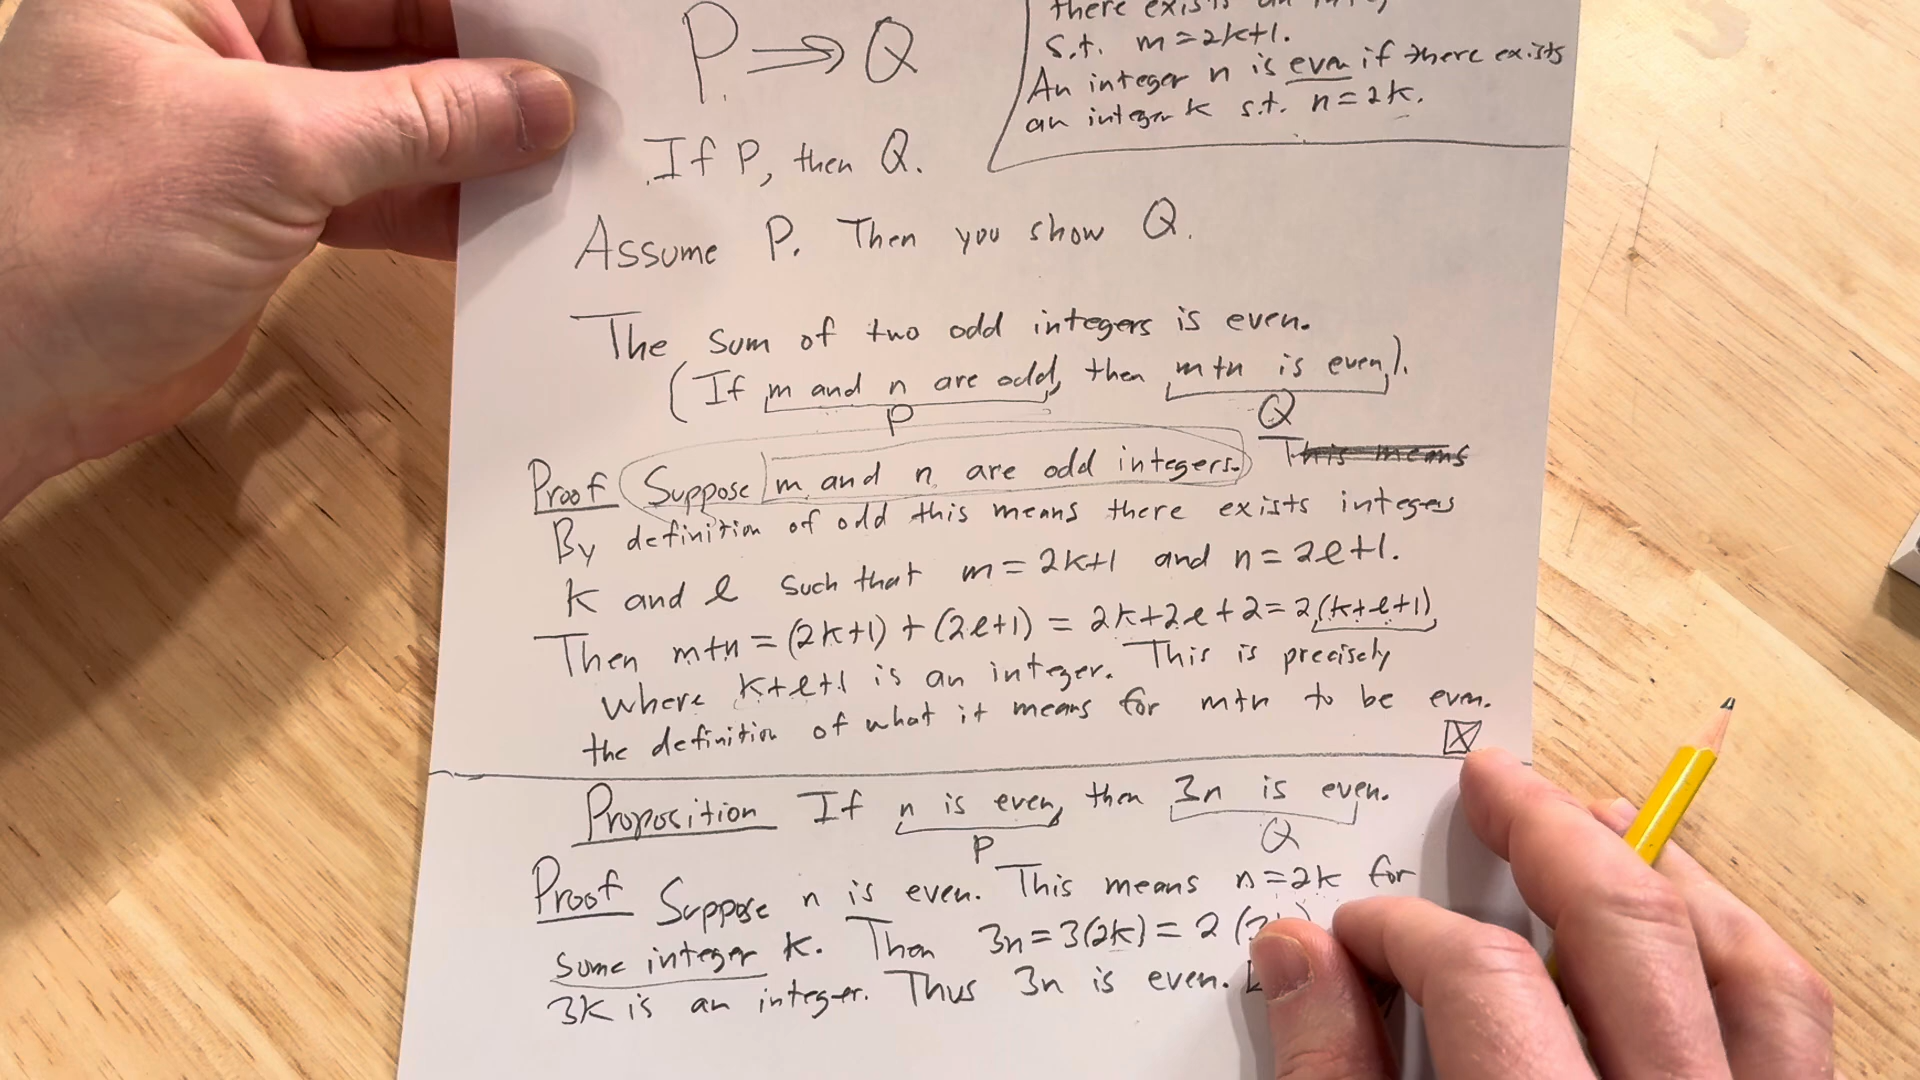 P ⟹ Q
If P, then Q.
there exists an
s.t. m=2k+1.
An integer n is even if there exists
an integer k s.t. n=2k.
Assume P. Then you show Q.
The sum of two odd integers is even.
(If m and n are odd, then m+n is even).
P Q
Proof Suppose m and n are odd integers. This means
By definition of odd this means there exists integers
k and ℓ such that m=2k+1 and n=2ℓ+1.
Then m+n = (2k+1) + (2ℓ+1) = 2k+2ℓ+2 = 2(k+ℓ+1)
where k+ℓ+1 is an integer. This is precisely
the definition of what it means for m+n to be even.
Proposition If n is even, then 3n is even.
P Q
Proof Suppose n is even. This means n=2k for
some integer k. Then 3n=3(2k)=2(3
3k is an integer. Thus 3n is even.